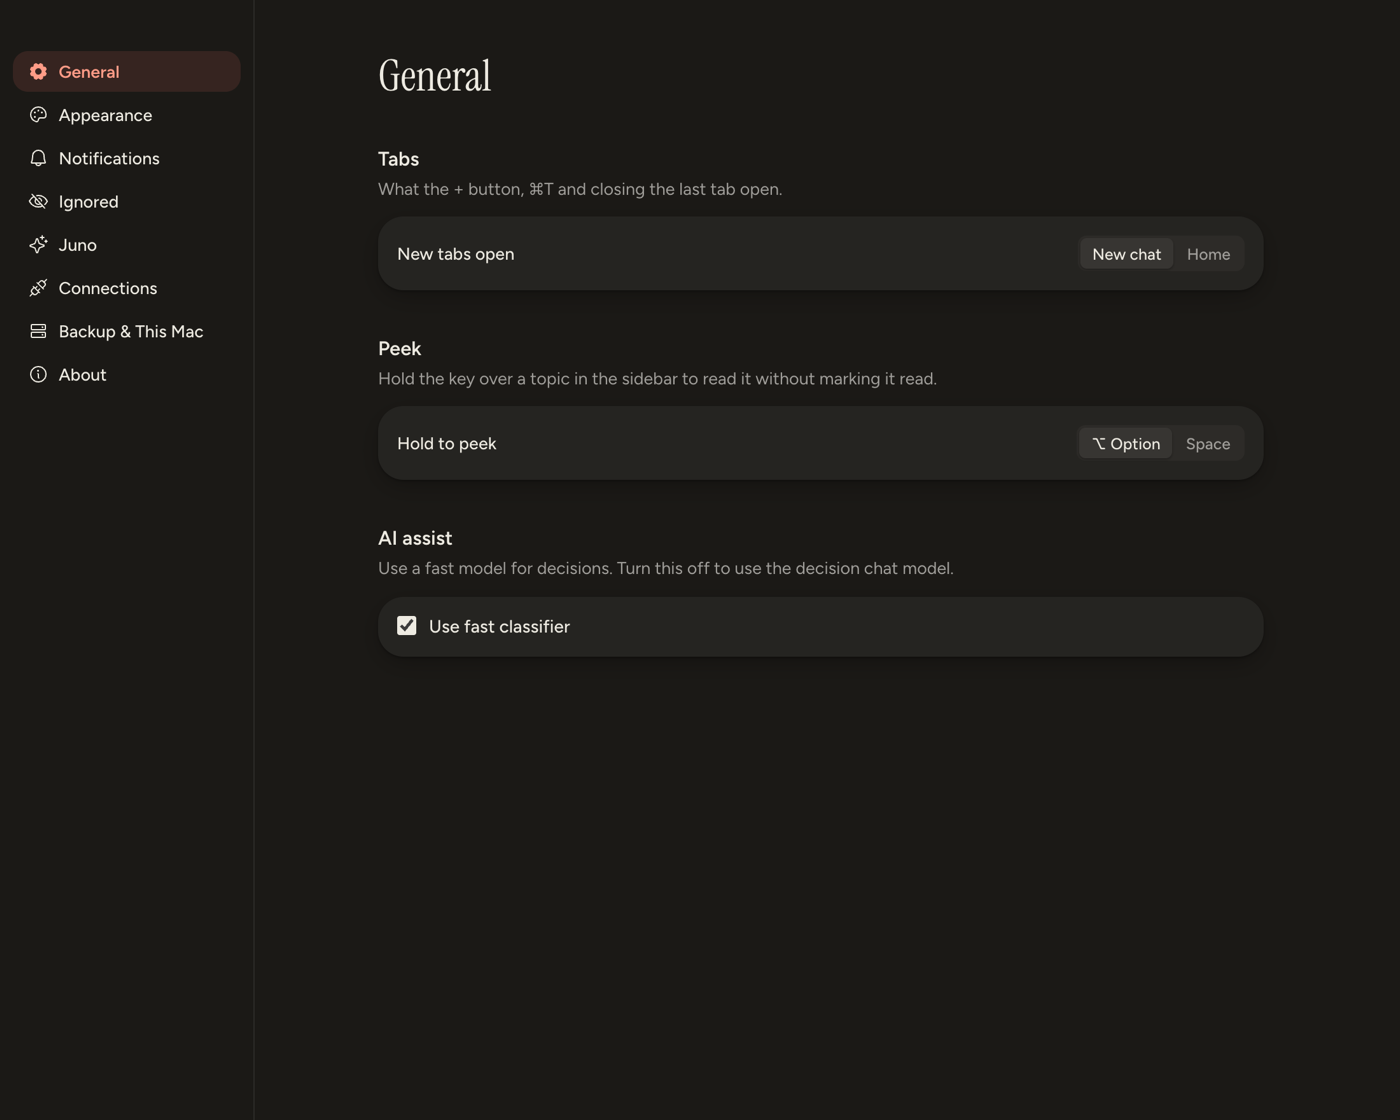 General
Appearance
Notifications
Ignored
Juno
Connections
Backup & This Mac
About
General
Tabs
What the + button, ⌘T and closing the last tab open.
New tabs open
New chat
Home
Peek
Hold the key over a topic in the sidebar to read it without marking it read.
Hold to peek
⌥ Option
Space
AI assist
Use a fast model for decisions. Turn this off to use the decision chat model.
Use fast classifier